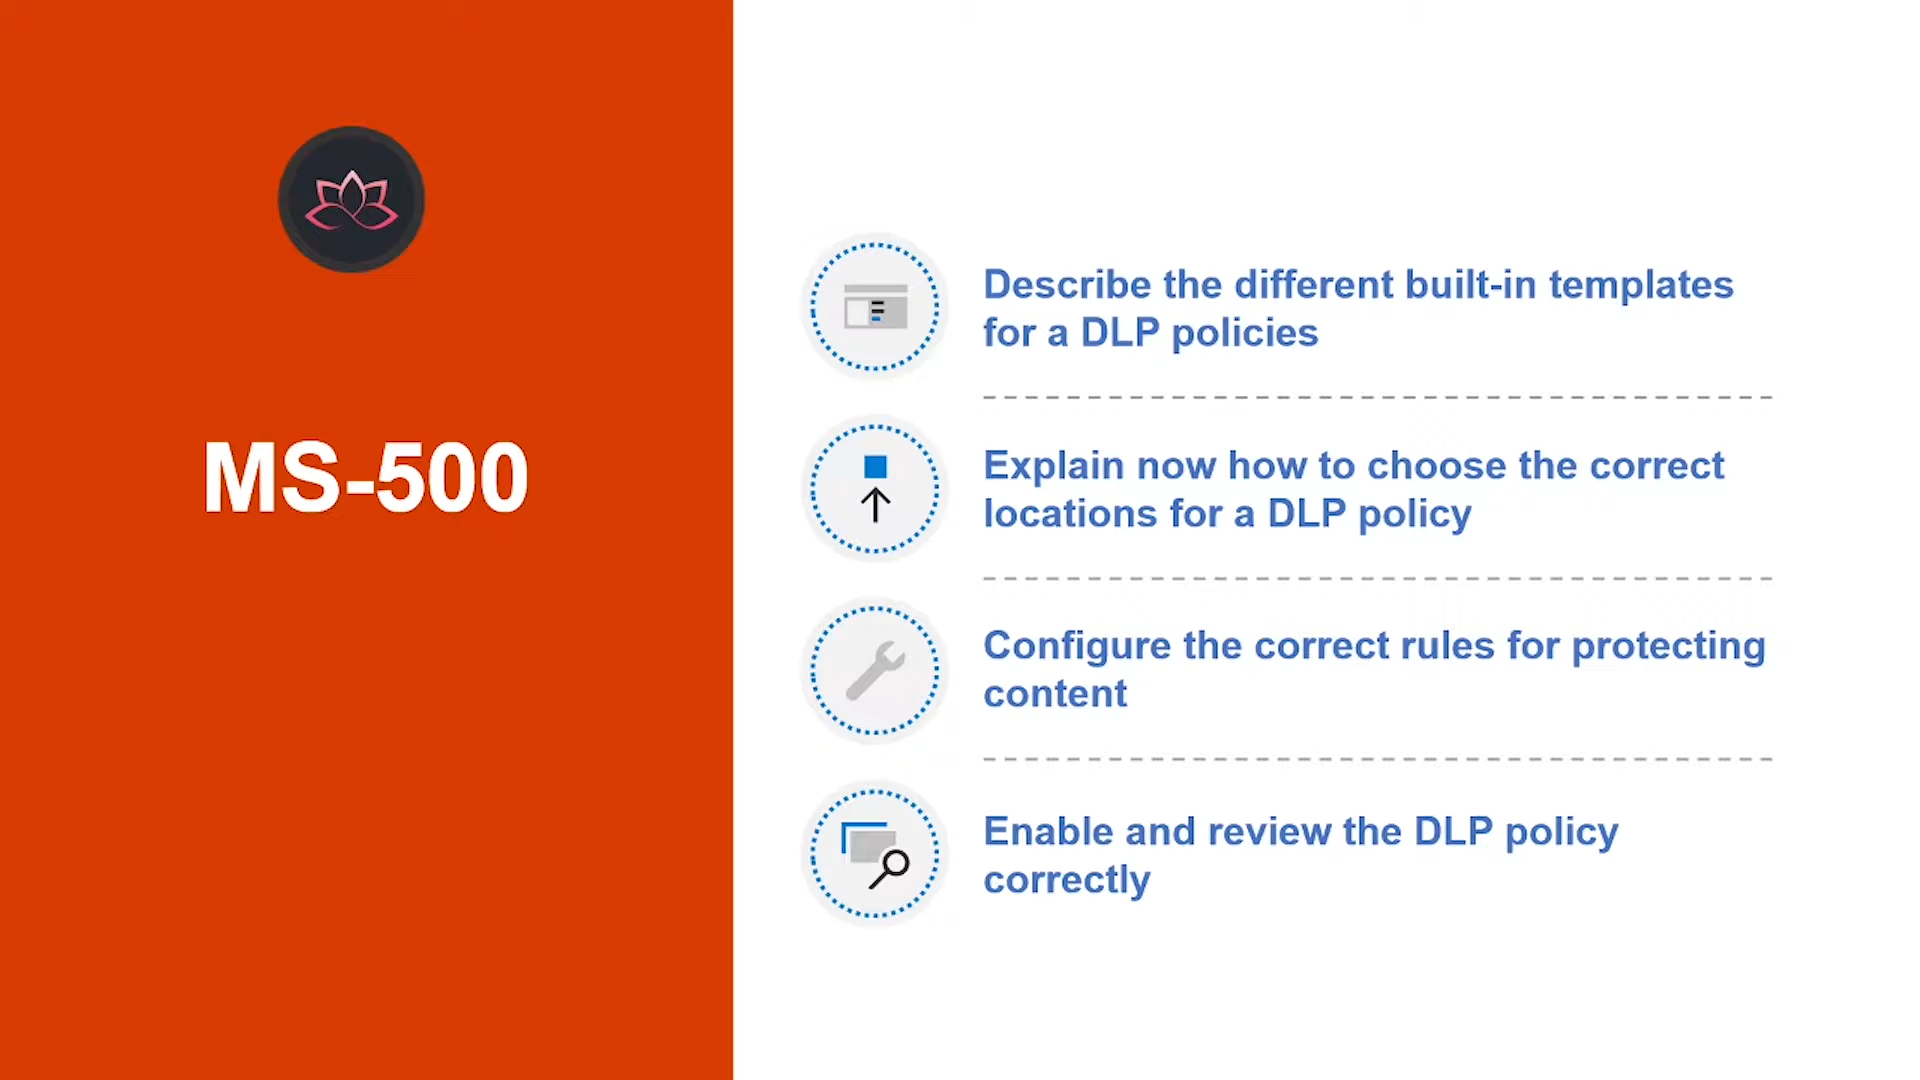 MS-500
Describe the different built-in templates
for a DLP policies
Explain now how to choose the correct
locations for a DLP policy
Configure the correct rules for protecting
content
Enable and review the DLP policy
correctly